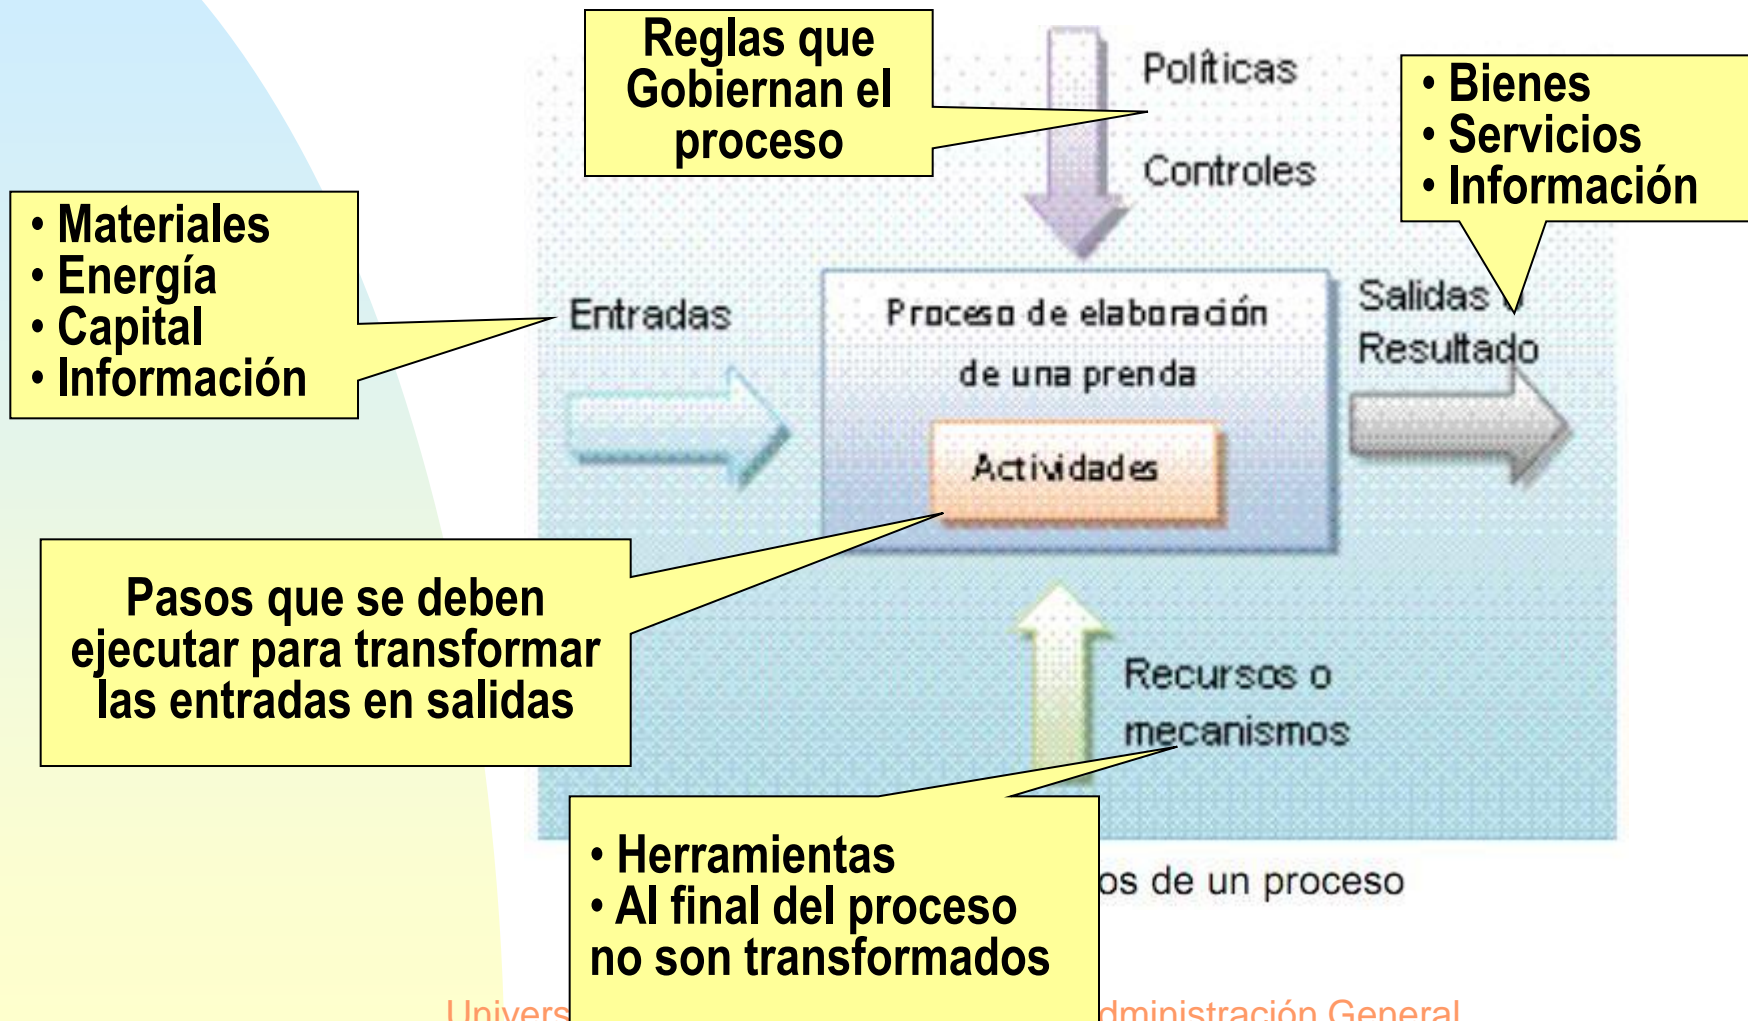 Reglas que
Gobiernan el
proceso
Políticas
Controles
• Bienes
• Servicios
• Información
• Materiales
• Energía
• Capital
• Información
Entradas
Proceso de elaboración
de una prenda
Actividades
Salidas o
Resultado
Pasos que se deben
ejecutar para transformar
las entradas en salidas
Recursos o
mecanismos
• Herramientas
• Al final del proceso
no son transformados
de un proceso
General